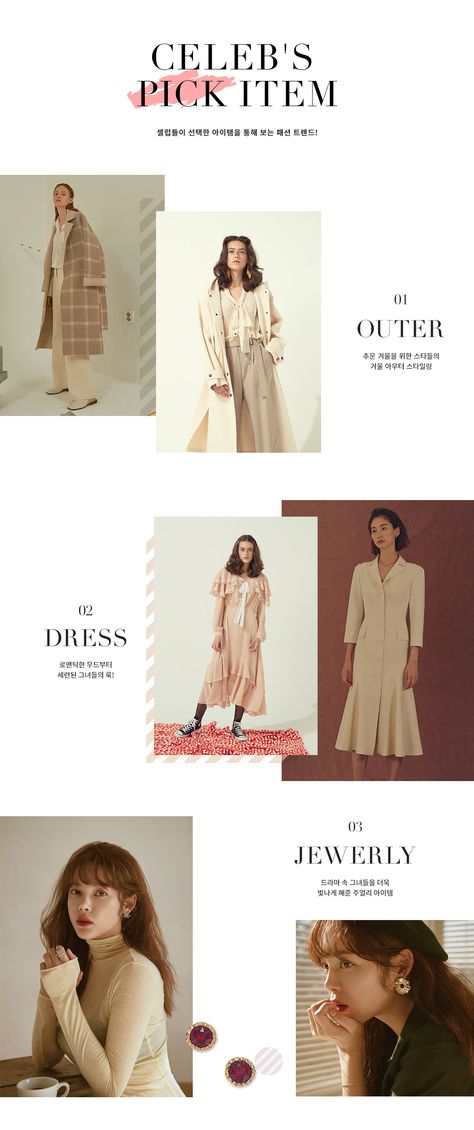 CELEB'S
PICK ITEM
셀럽들이 선택한 아이템을 통해 보는 패션 트렌드!
01
OUTER
추운 겨울을 위한 스타들의
겨울 아우터 스타일링
02
DRESS
로맨틱한 무드부터
세련된 그녀들의 룩!
03
JEWERLY
드라마 속 그녀들을 더욱
빛나게 해준 주얼리 아이템